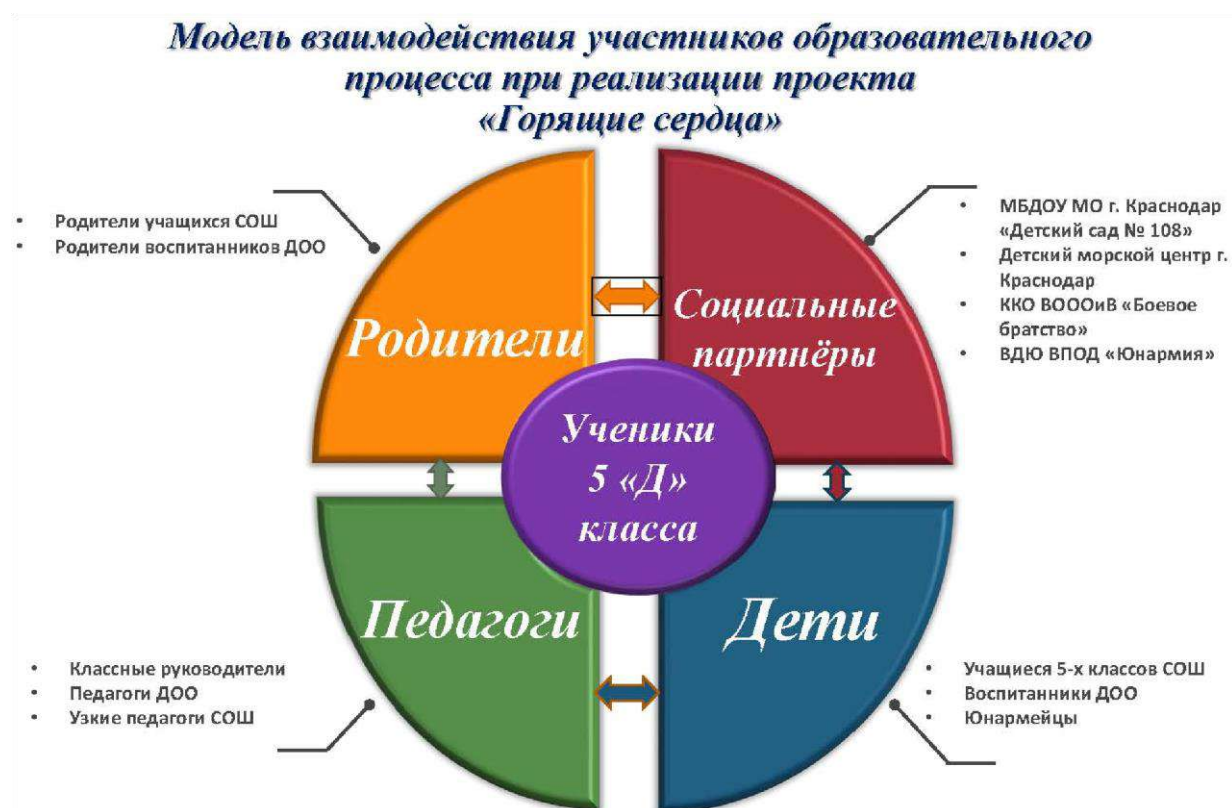 Модель взаимодействия участников образовательного
процесса при реализации проекта
«Горящие сердца»
• Родители учащихся СОШ
• Родители воспитанников ДОО
• МБДОУ МО г. Краснодар
«Детский сад № 108»
• Детский морской центр г.
Краснодар
• ККО ВОООиВ «Боевое
братство»
• ВДЮ ВПОД «Юнармия»
Родители
Социальные
партнёры
Ученики
5 «Д»
класса
Педагоги
Дети
• Классные руководители
• Педагоги ДОО
• Узкие педагоги СОШ
• Учащиеся 5-х классов СОШ
• Воспитанники ДОО
• Юнармейцы